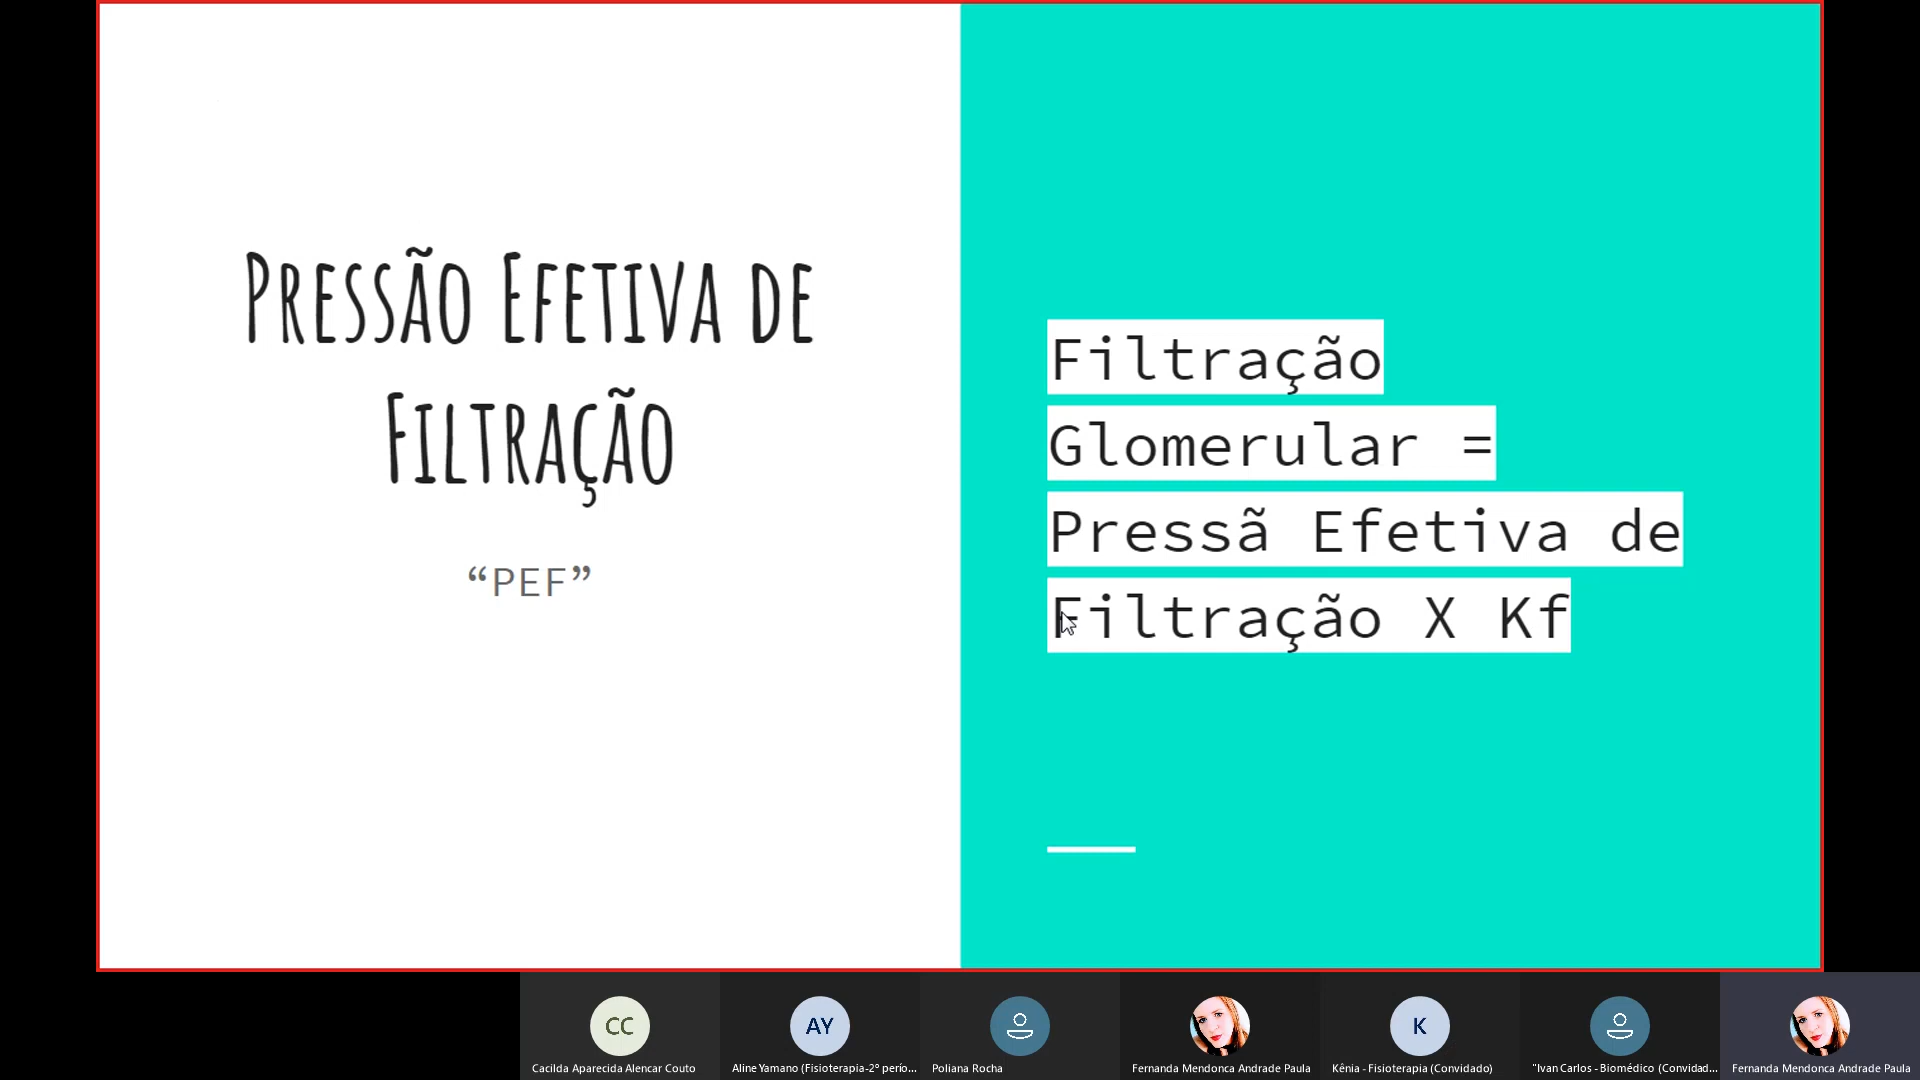 PRESSÃO EFETIVA DE
FILTRAÇÃO
“PEF”
Filtração
Glomerular =
Pressã Efetiva de
Filtração X Kf
CC
AY
K
Cacilda Aparecida Alencar Couto
Aline Yamano (Fisioterapia-2º perío...
Poliana Rocha
Fernanda Mendonca Andrade Paula
Kênia - Fisioterapia (Convidado)
"Ivan Carlos - Biomédico (Convidad...
Fernanda Mendonca Andrade Paula